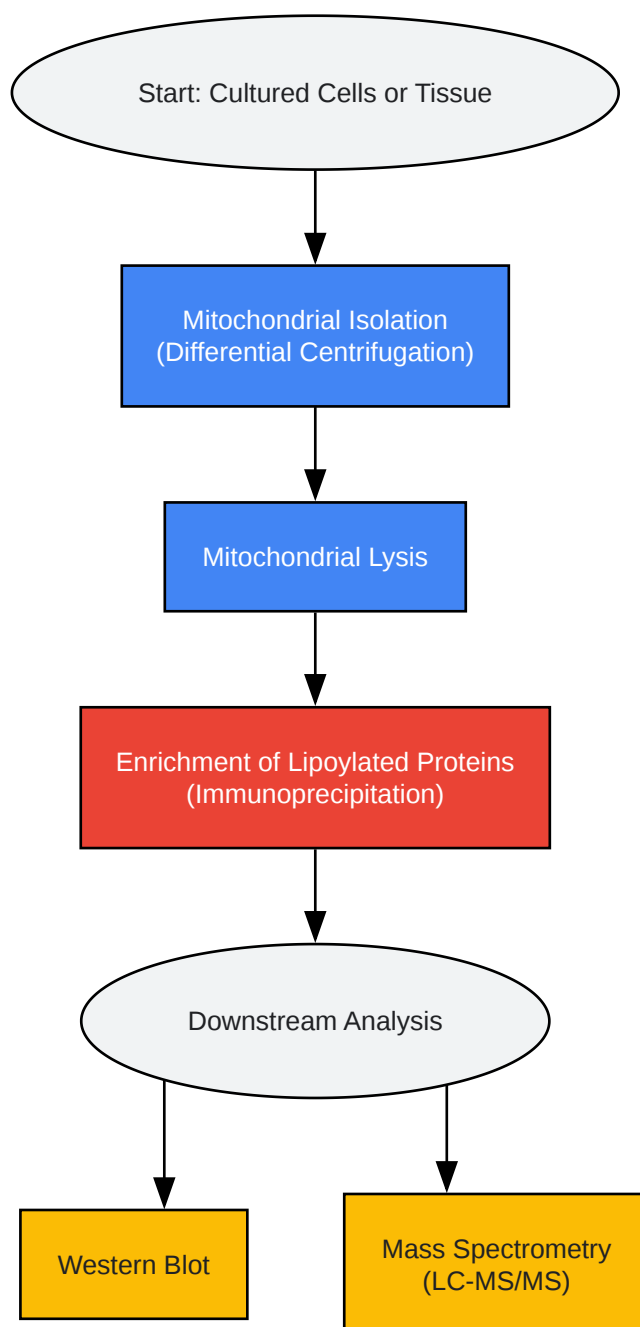 Start: Cultured Cells or Tissue
Mitochondrial Isolation
(Differential Centrifugation)
Mitochondrial Lysis
Enrichment of Lipoylated Proteins
(Immunoprecipitation)
Downstream Analysis
Western Blot
Mass Spectrometry
(LC-MS/MS)